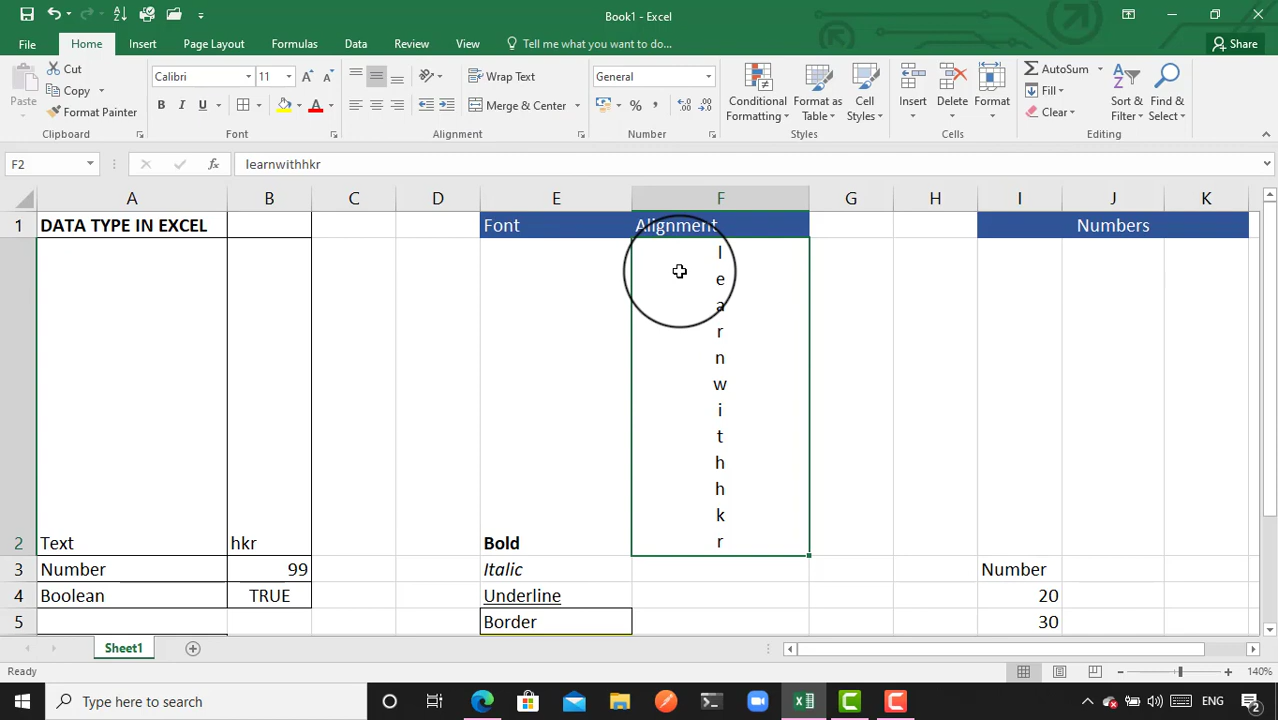 Book1 - Excel
File Home Insert Page Layout Formulas Data Review View Tell me what you want to do... Share
Paste Cut Copy Format Painter Clipboard
Calibri 11 B I U A A A Font
Wrap Text Merge & Center Alignment
General % , Number
Conditional Formatting Format as Table Cell Styles Styles
Insert Delete Format Cells
AutoSum Fill Clear Sort & Filter Find & Select Editing
F2 fx learnwithhkr
A B C D E F G H I J K
1 DATA TYPE IN EXCEL Font Alignment Numbers
l
e
a
r
n
w
i
t
h
h
k
2 Text hkr Bold r
3 Number 99 Italic Number
4 Boolean TRUE Underline 20
5 Border 30
Sheet1
Ready 140%
Type here to search ENG 2